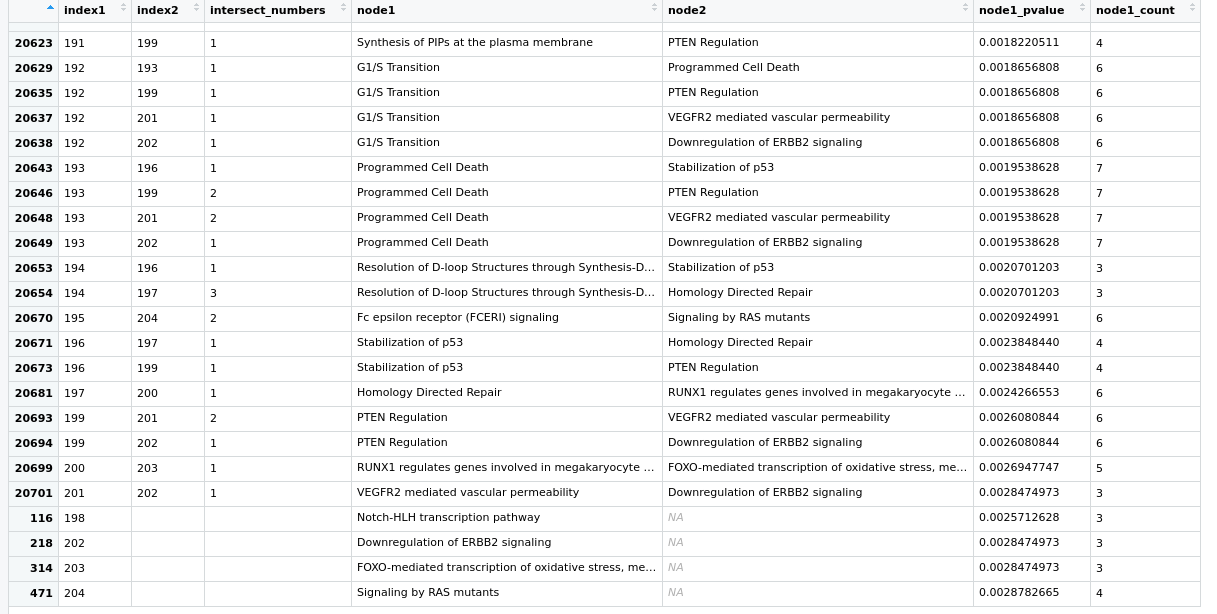 index1 index2 intersect_numbers node1 node2 node1_pvalue node1_count
20623 191 199 1 Synthesis of PIPs at the plasma membrane PTEN Regulation 0.0018220511 4
20629 192 193 1 G1/S Transition Programmed Cell Death 0.0018656808 6
20635 192 199 1 G1/S Transition PTEN Regulation 0.0018656808 6
20637 192 201 1 G1/S Transition VEGFR2 mediated vascular permeability 0.0018656808 6
20638 192 202 1 G1/S Transition Downregulation of ERBB2 signaling 0.0018656808 6
20643 193 196 1 Programmed Cell Death Stabilization of p53 0.0019538628 7
20646 193 199 2 Programmed Cell Death PTEN Regulation 0.0019538628 7
20648 193 201 2 Programmed Cell Death VEGFR2 mediated vascular permeability 0.0019538628 7
20649 193 202 1 Programmed Cell Death Downregulation of ERBB2 signaling 0.0019538628 7
20653 194 196 1 Resolution of D-loop Structures through Synthesis-D... Stabilization of p53 0.0020701203 3
20654 194 197 3 Resolution of D-loop Structures through Synthesis-D... Homology Directed Repair 0.0020701203 3
20670 195 204 2 Fc epsilon receptor (FCERI) signaling Signaling by RAS mutants 0.0020924991 6
20671 196 197 1 Stabilization of p53 Homology Directed Repair 0.0023848440 4
20673 196 199 1 Stabilization of p53 PTEN Regulation 0.0023848440 4
20681 197 200 1 Homology Directed Repair RUNX1 regulates genes involved in megakaryocyte ... 0.0024266553 6
20693 199 201 2 PTEN Regulation VEGFR2 mediated vascular permeability 0.0026080844 6
20694 199 202 1 PTEN Regulation Downregulation of ERBB2 signaling 0.0026080844 6
20699 200 203 1 RUNX1 regulates genes involved in megakaryocyte ... FOXO-mediated transcription of oxidative stress, me... 0.0026947747 5
20701 201 202 1 VEGFR2 mediated vascular permeability Downregulation of ERBB2 signaling 0.0028474973 3
116 198 Notch-HLH transcription pathway NA 0.0025712628 3
218 202 Downregulation of ERBB2 signaling NA 0.0028474973 3
314 203 FOXO-mediated transcription of oxidative stress, me... NA 0.0028474973 3
471 204 Signaling by RAS mutants NA 0.0028782665 4